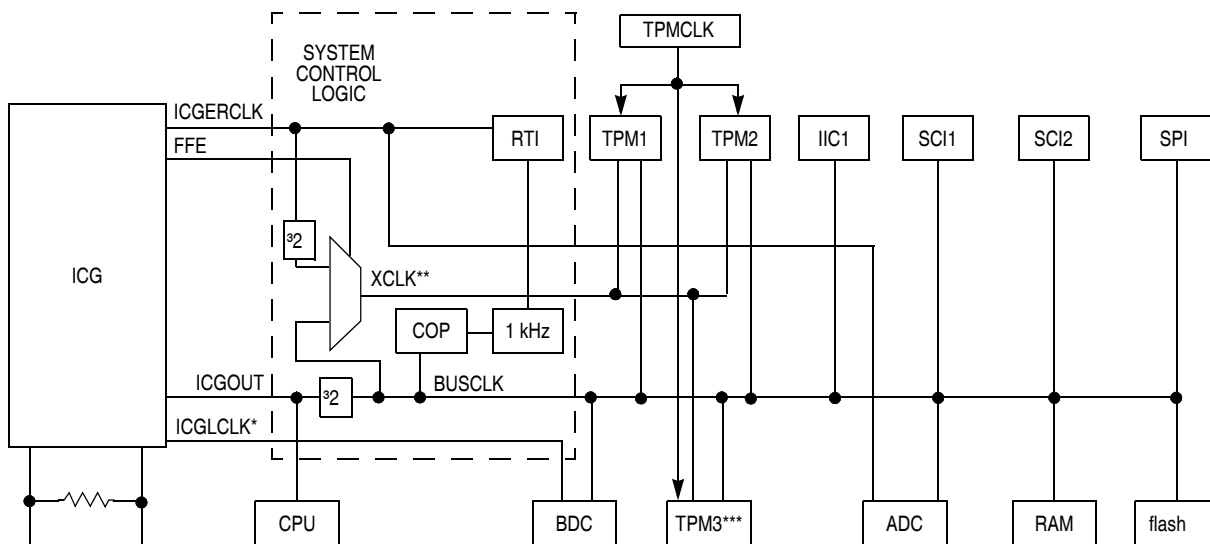 TPMCLK
SYSTEM
CONTROL
LOGIC
ICGERCLK
FFE
RTI
TPM1
TPM2
IIC1
SCI1
SCI2
SPI
³2
ICG
XCLK**
COP
1 kHz
ICGOUT
³2
BUSCLK
ICGLCLK*
CPU
BDC
TPM3***
ADC
RAM
flash